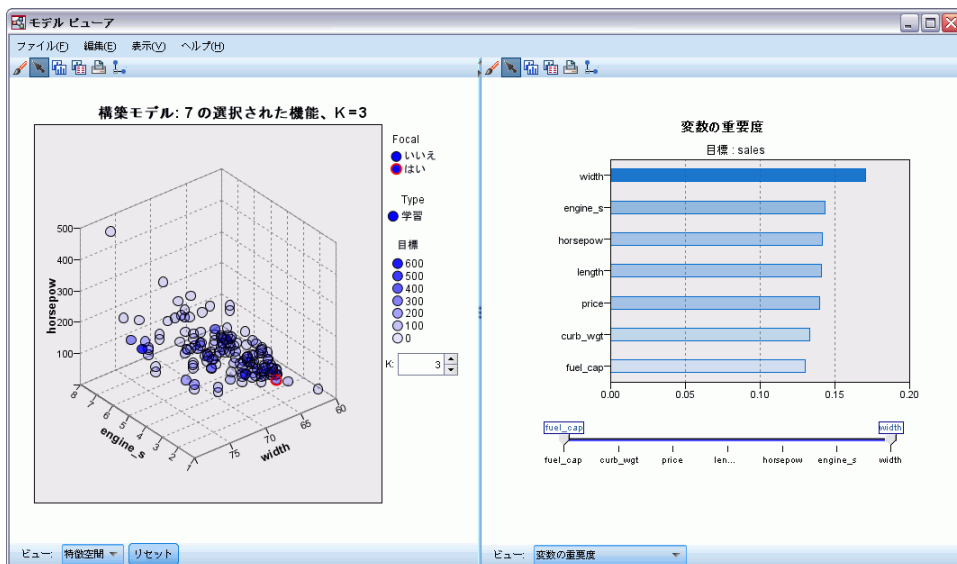 モデル ビューア
ファイル(F) 編集(E) 表示(V) ヘルプ(H)
構築モデル: 7 の選択された機能、K=3
Focal
いいえ
はい
Type
学習
目標
600
500
400
300
200
100
0
K: 3
horsepow
500
400
300
200
100
engine_s
8
7
6
5
4
3
2
1
width
75
70
65
60
ビュー: 特徴空間 リセット
変数の重要度
目標 : sales
width
engine_s
horsepow
length
price
curb_wgt
fuel_cap
0.00 0.05 0.10 0.15 0.20
fuel_cap width
fuel_cap curb_wgt price len... horsepow engine_s width
ビュー: 変数の重要度